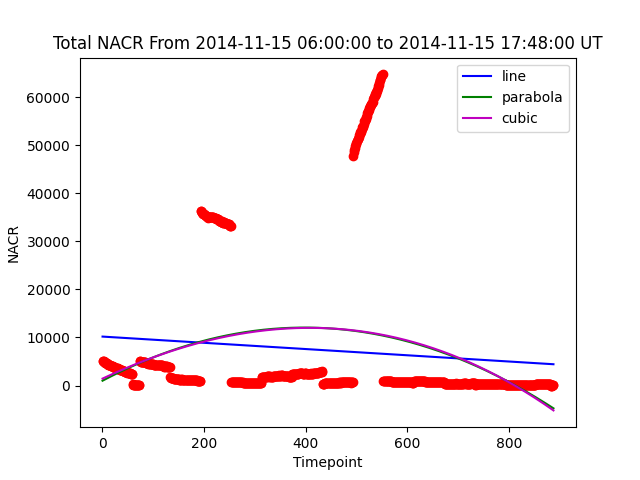 Total NACR From 2014-11-15 06:00:00 to 2014-11-15 17:48:00 UT
line
parabola
cubic
60000
50000
40000
30000
20000
10000
0
NACR
0 200 400 600 800
Timepoint